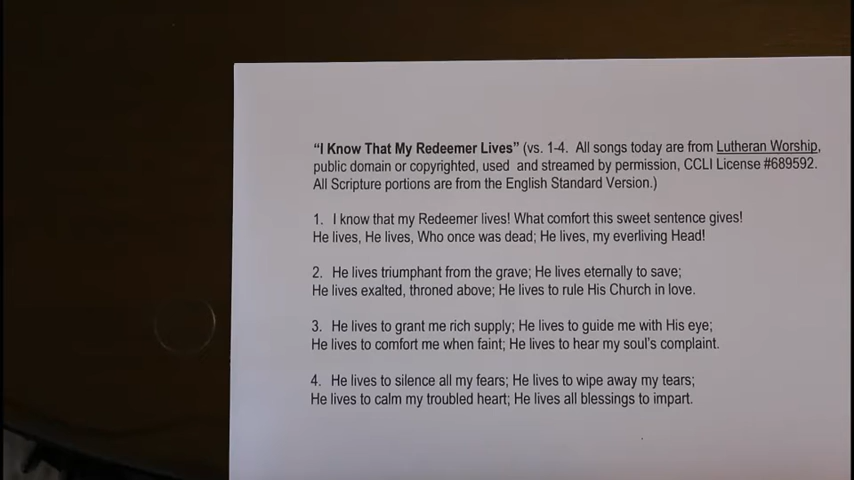 “I Know That My Redeemer Lives” (vs. 1-4. All songs today are from Lutheran Worship,
public domain or copyrighted, used and streamed by permission, CCLI License #689592.
All Scripture portions are from the English Standard Version.)
1. I know that my Redeemer lives! What comfort this sweet sentence gives!
He lives, He lives, Who once was dead; He lives, my everliving Head!
2. He lives triumphant from the grave; He lives eternally to save;
He lives exalted, throned above; He lives to rule His Church in love.
3. He lives to grant me rich supply; He lives to guide me with His eye;
He lives to comfort me when faint; He lives to hear my soul’s complaint.
4. He lives to silence all my fears; He lives to wipe away my tears;
He lives to calm my troubled heart; He lives all blessings to impart.